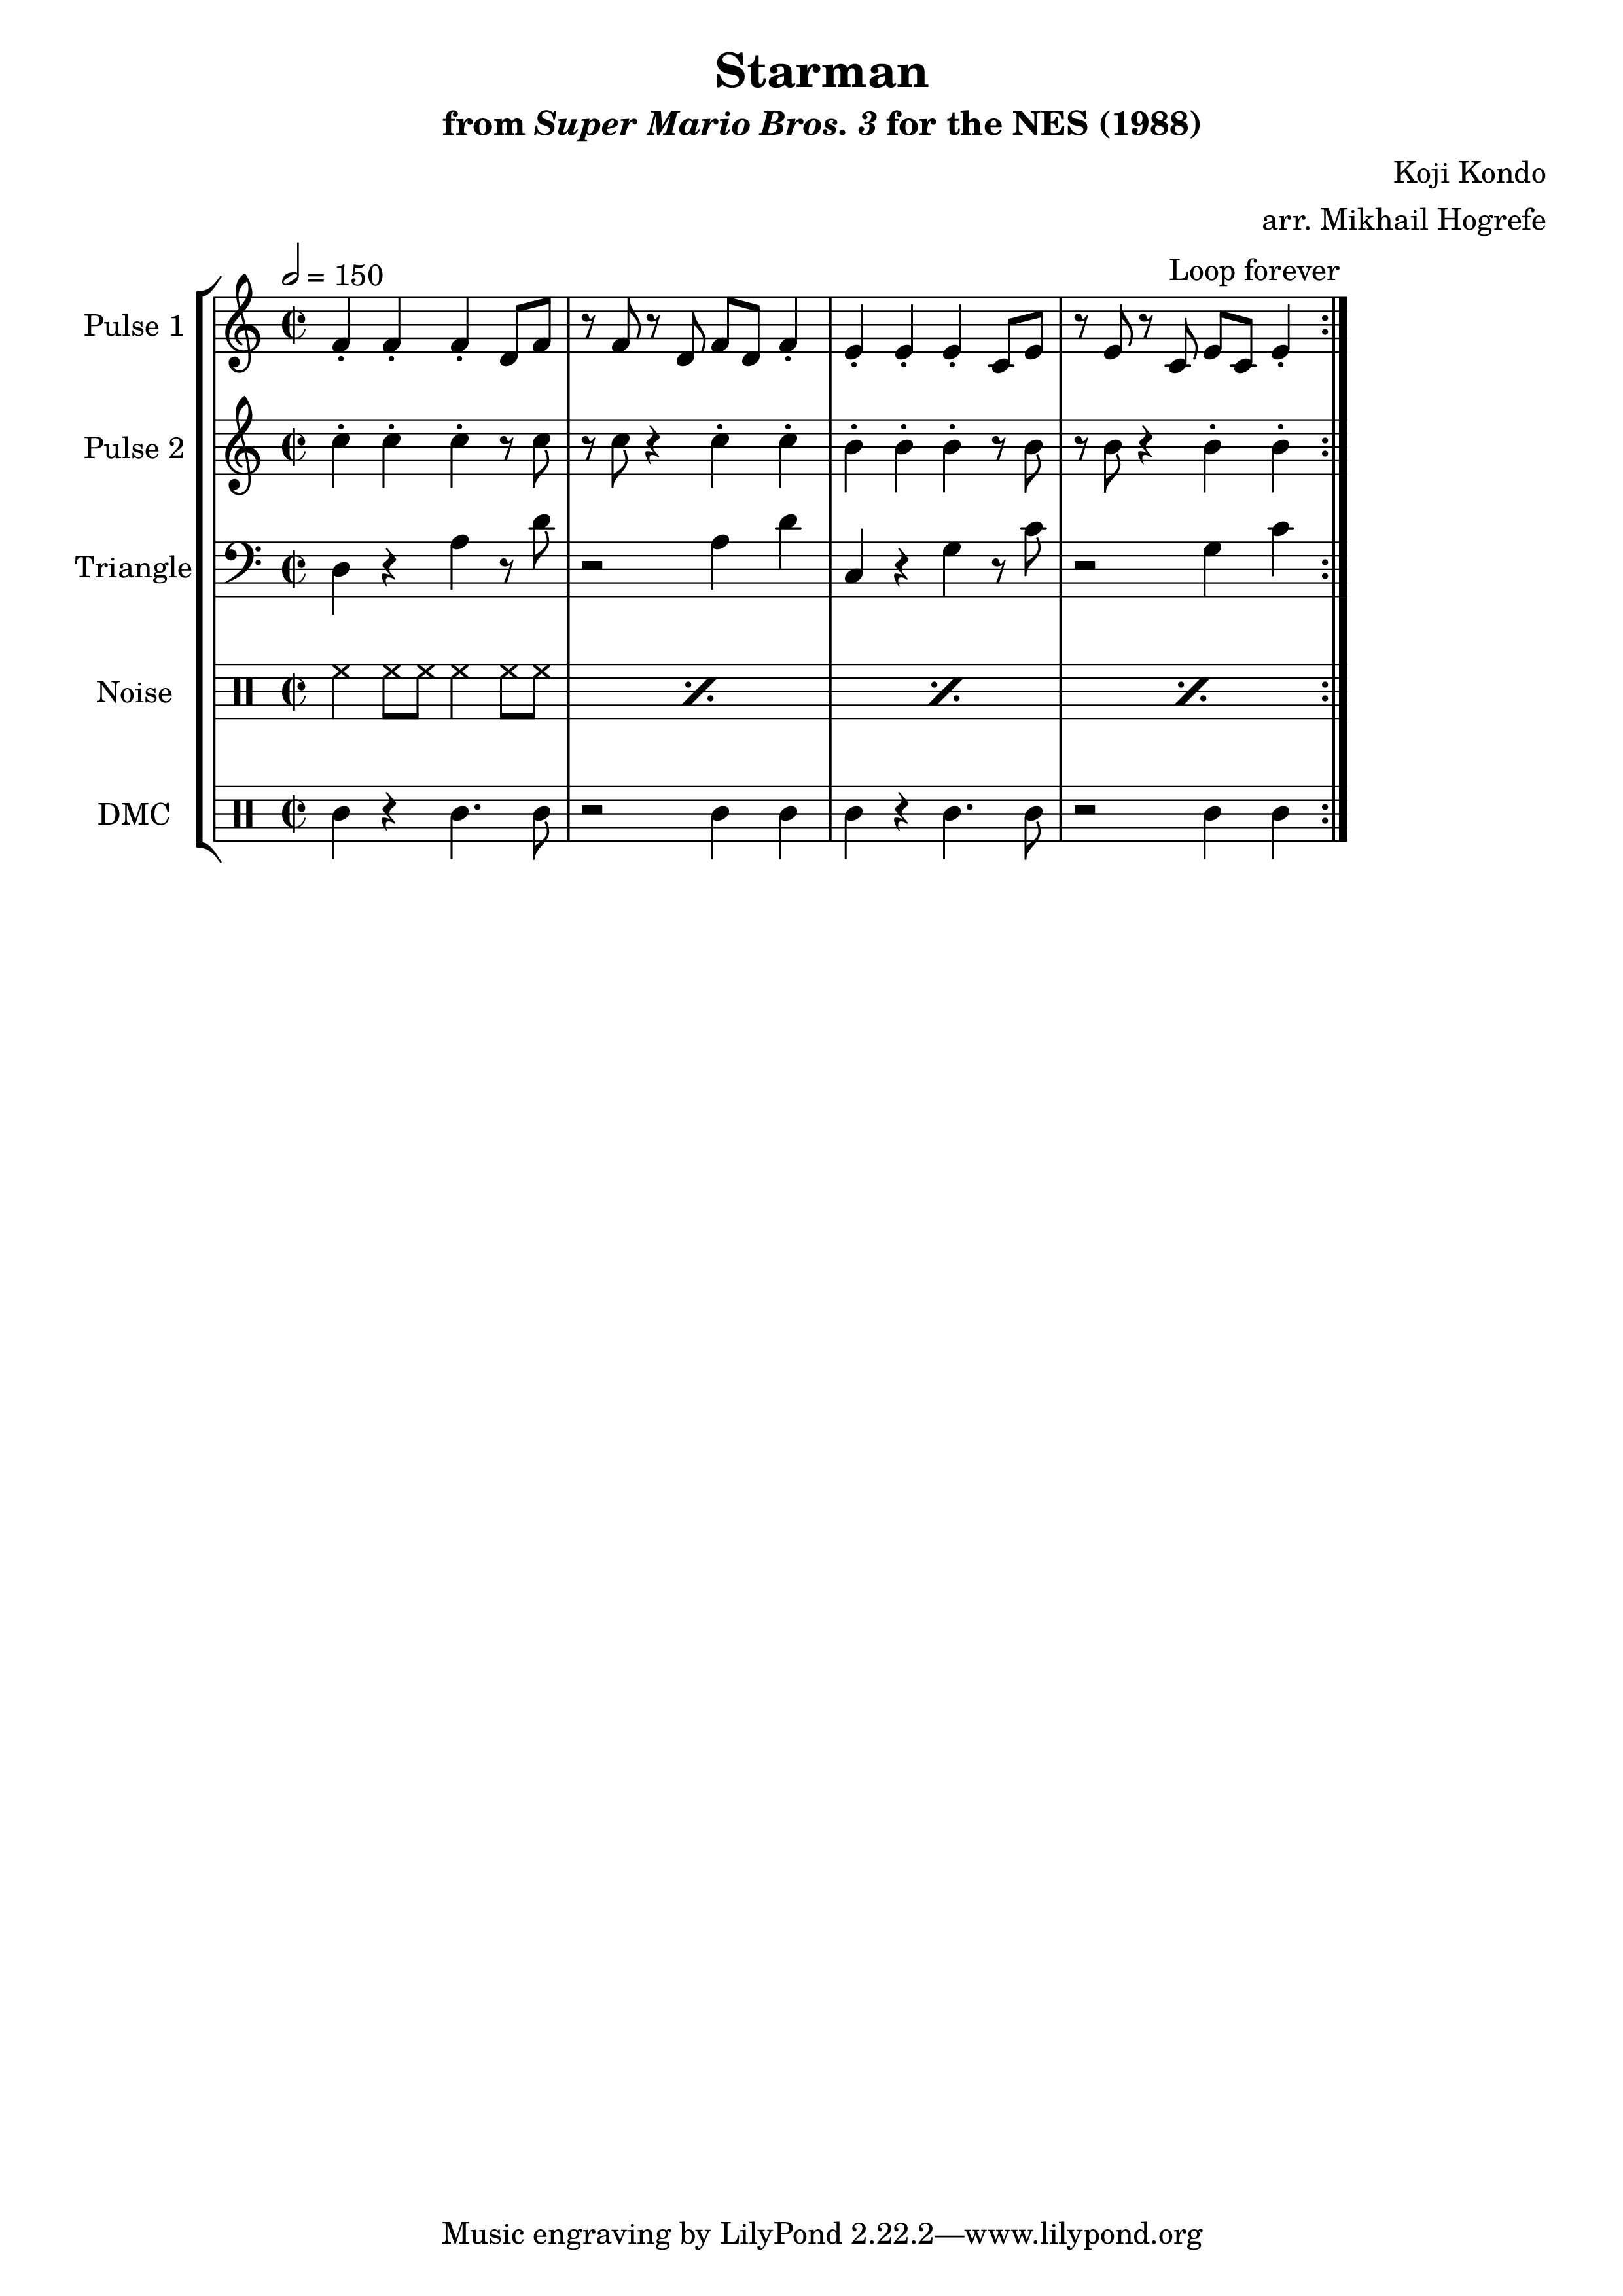 Starman
from Super Mario Bros. 3 for the NES (1988)
Koji Kondo
arr. Mikhail Hogrefe
= 150
Loop forever
Pulse 1
Pulse 2
Triangle
Noise
DMC
Music engraving by LilyPond 2.22.2—www.lilypond.org